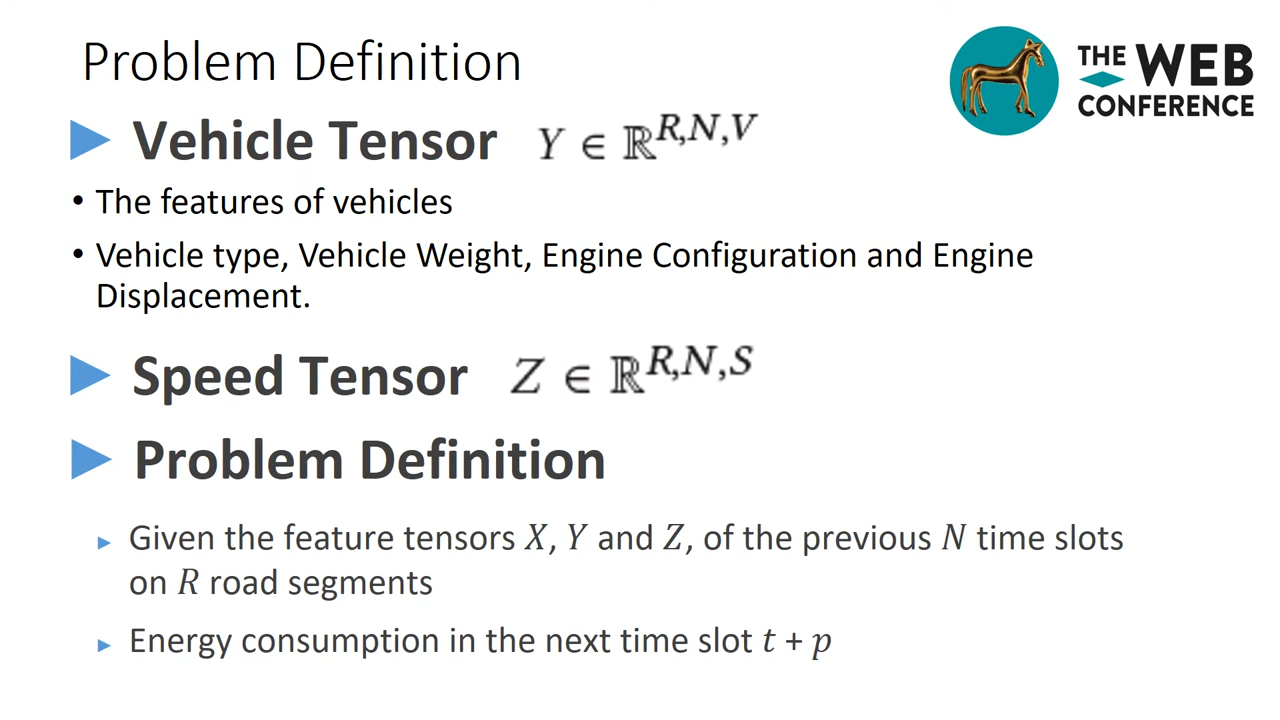 Problem Definition
THE WEB
CONFERENCE
► Vehicle Tensor Y ∈ ℝ^{R,N,V}
• The features of vehicles
• Vehicle type, Vehicle Weight, Engine Configuration and Engine
Displacement.
► Speed Tensor Z ∈ ℝ^{R,N,S}
► Problem Definition
► Given the feature tensors X, Y and Z, of the previous N time slots
on R road segments
► Energy consumption in the next time slot t + p